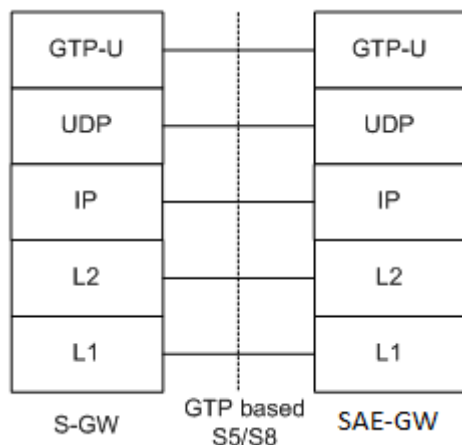 GTP-U GTP-U
UDP UDP
IP IP
L2 L2
L1 L1
S-GW GTP based SAE-GW
S5/S8